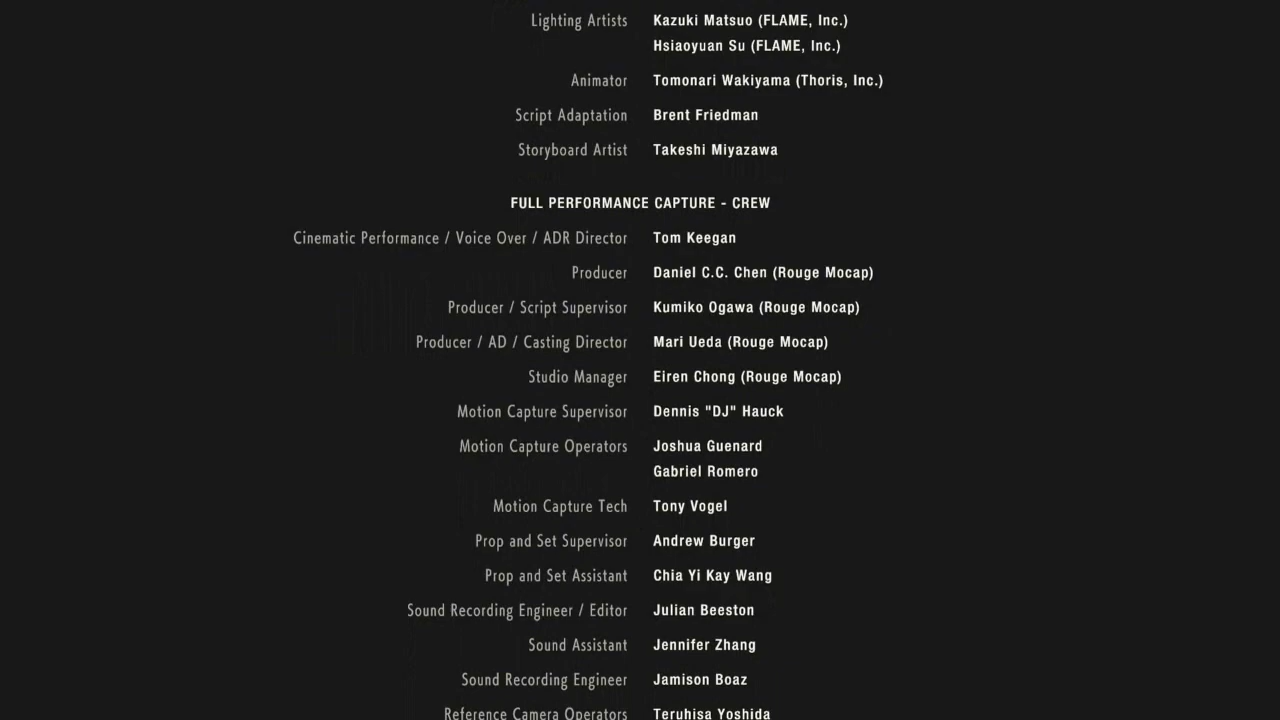 Lighting Artists Kazuki Matsuo (FLAME, Inc.)
Hsiaoyuan Su (FLAME, Inc.)
Animator Tomonari Wakiyama (Thoris, Inc.)
Script Adaptation Brent Friedman
Storyboard Artist Takeshi Miyazawa
FULL PERFORMANCE CAPTURE - CREW
Cinematic Performance / Voice Over / ADR Director Tom Keegan
Producer Daniel C.C. Chen (Rouge Mocap)
Producer / Script Supervisor Kumiko Ogawa (Rouge Mocap)
Producer / AD / Casting Director Mari Ueda (Rouge Mocap)
Studio Manager Eiren Chong (Rouge Mocap)
Motion Capture Supervisor Dennis "DJ" Hauck
Motion Capture Operators Joshua Guenard
Gabriel Romero
Motion Capture Tech Tony Vogel
Prop and Set Supervisor Andrew Burger
Prop and Set Assistant Chia Yi Kay Wang
Sound Recording Engineer / Editor Julian Beeston
Sound Assistant Jennifer Zhang
Sound Recording Engineer Jamison Boaz
Reference Camera Operators Teruhisa Yoshida